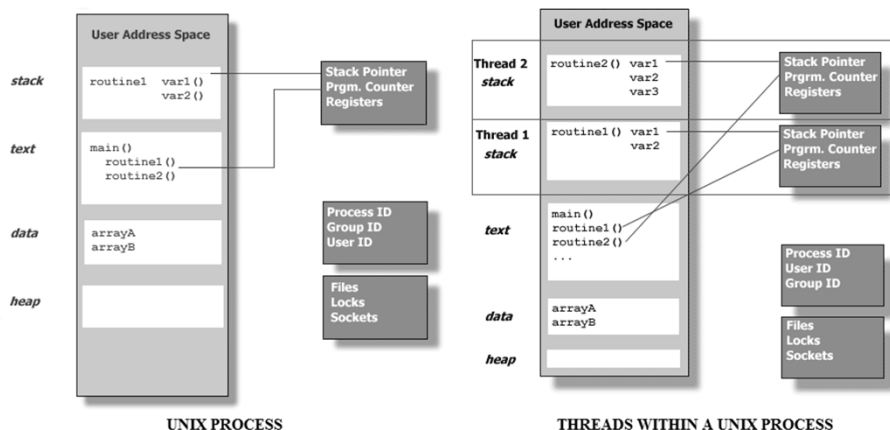 User Address Space
stack
routine1 var1()
var2()
Stack Pointer
Prgm. Counter
Registers
text
main()
routine1()
routine2()
data
arrayA
arrayB
Process ID
Group ID
User ID
heap
Files
Locks
Sockets
UNIX PROCESS
User Address Space
Thread 2
stack
routine2() var1
var2
var3
Stack Pointer
Prgrm. Counter
Registers
Thread 1
stack
routine1() var1
var2
Stack Pointer
Prgrm. Counter
Registers
text
main()
routine1()
routine2()
...
Process ID
User ID
Group ID
data
arrayA
arrayB
Files
Locks
Sockets
heap
THREADS WITHIN A UNIX PROCESS